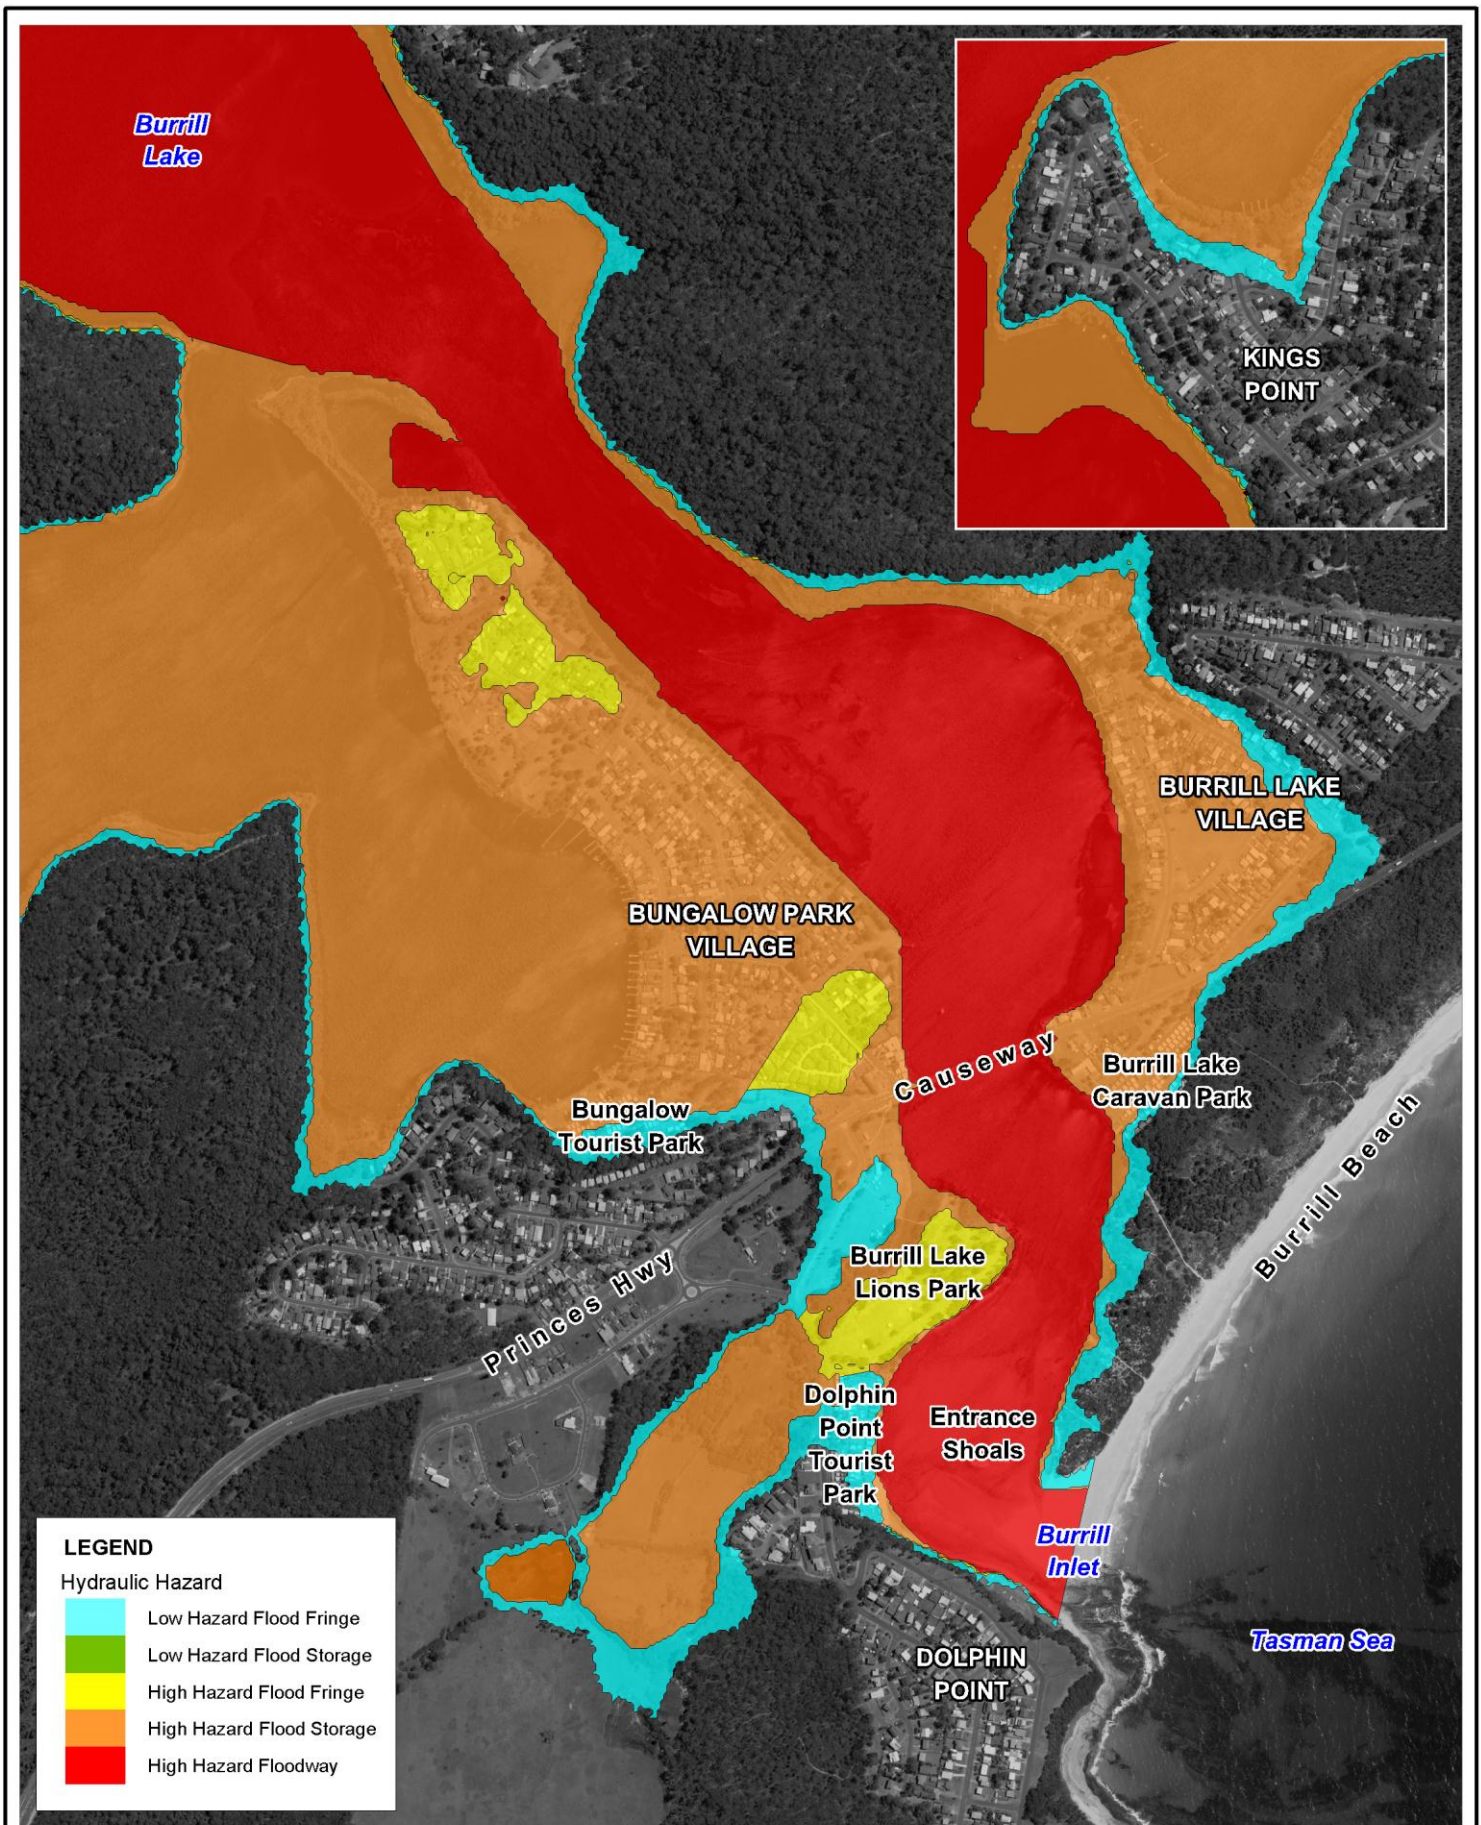 Burrill
Lake
KINGS
POINT
BURRILL LAKE
VILLAGE
BUNGALOW PARK
VILLAGE
Causeway
Burrill Lake
Caravan Park
Bungalow
Tourist Park
Burrill Beach
Burrill Lake
Lions Park
Princes Hwy
Dolphin
Point
Tourist
Park
Entrance
Shoals
Burrill
Inlet
Tasman Sea
DOLPHIN
POINT
LEGEND
Hydraulic Hazard
Low Hazard Flood Fringe
Low Hazard Flood Storage
High Hazard Flood Fringe
High Hazard Flood Storage
High Hazard Floodway